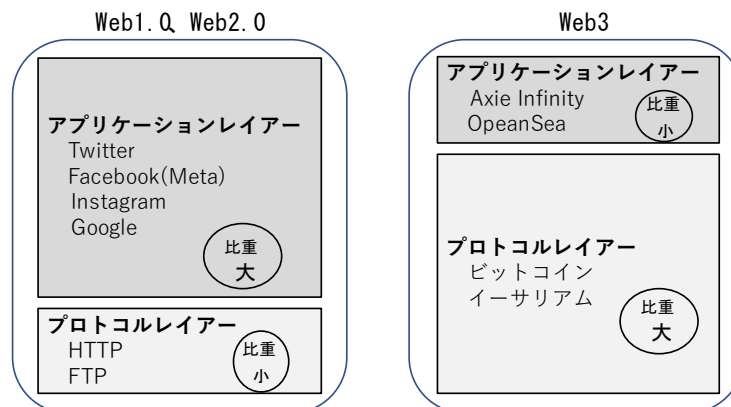 Web1.0、Web2.0
アプリケーションレイアー
Twitter
Facebook(Meta)
Instagram
Google
比重
大
プロトコルレイアー
HTTP
FTP
比重
小
Web3
アプリケーションレイアー
Axie Infinity
OpeanSea
比重
小
プロトコルレイアー
ビットコイン
イーサリアム
比重
大